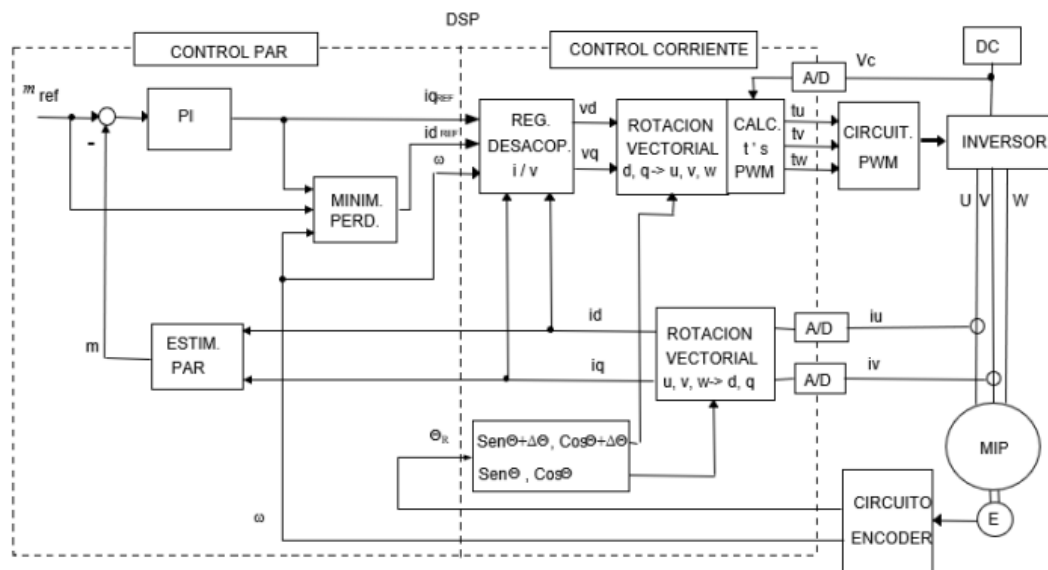 DSP
CONTROL PAR
CONTROL CORRIENTE
DC
A/D
Vc
m ref
PI
iqREF
idREF
ω
REG.
DESACOP.
i / v
vd
vq
ROTACION
VECTORIAL
d, q-> u, v, w
CALC.
t ' s
PWM
tu
tv
tw
CIRCUIT.
PWM
INVERSOR
-
MINIM.
PERD.
U V W
m
ESTIM.
PAR
id
iq
ROTACION
VECTORIAL
u, v, w-> d, q
A/D
iu
A/D
iv
MIP
ΘR
SenΘ+ΔΘ, CosΘ+ΔΘ
SenΘ , CosΘ
ω
CIRCUITO
ENCODER
E